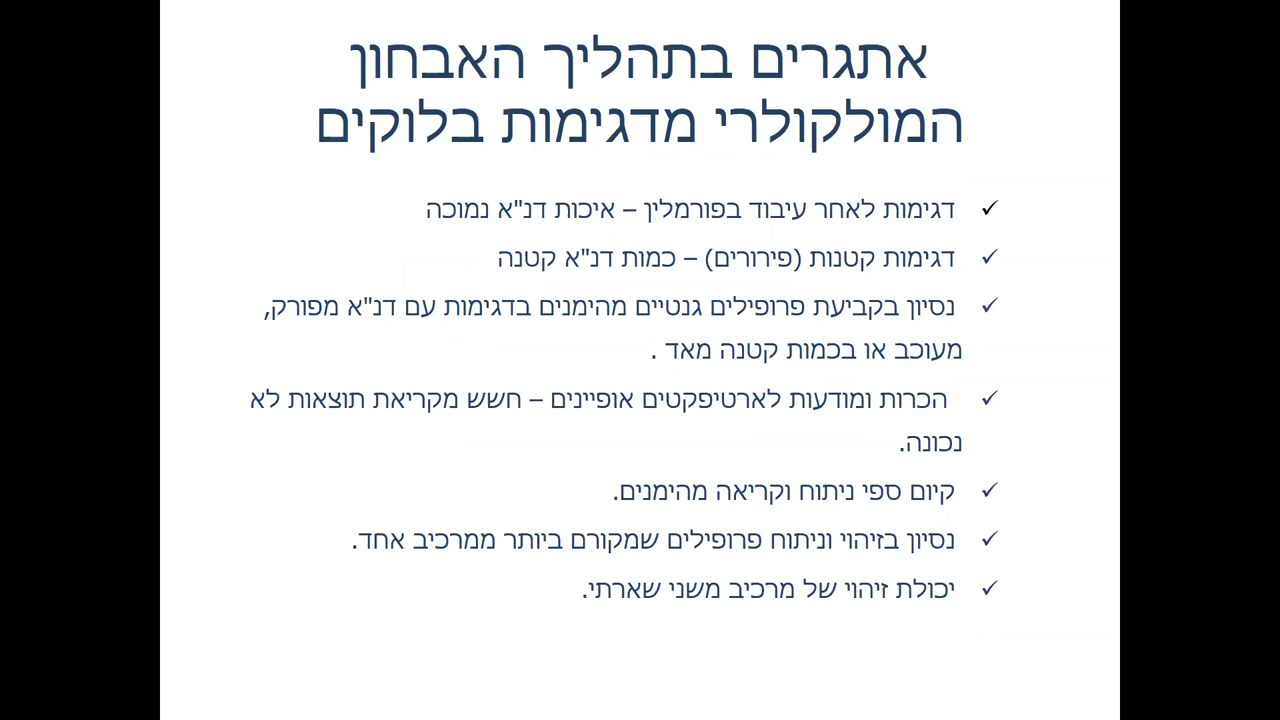 אתגרים בתהליך האבחון
המולקולרי מדגימות בלוקים
✓ דגימות לאחר עיבוד בפורמלין – איכות דנ"א נמוכה
✓ דגימות קטנות (פירורים) – כמות דנ"א קטנה
✓ נסיון בקביעת פרופילים גנטיים מהימנים בדגימות עם דנ"א מפורק,
מעוכב או בכמות קטנה מאד .
✓ הכרות ומודעות לארטיפקטים אופיינים – חשש מקריאת תוצאות לא
נכונה.
✓ קיום ספי ניתוח וקריאה מהימנים.
✓ נסיון בזיהוי וניתוח פרופילים שמקורם ביותר ממרכיב אחד.
✓ יכולת זיהוי של מרכיב משני שארתי.